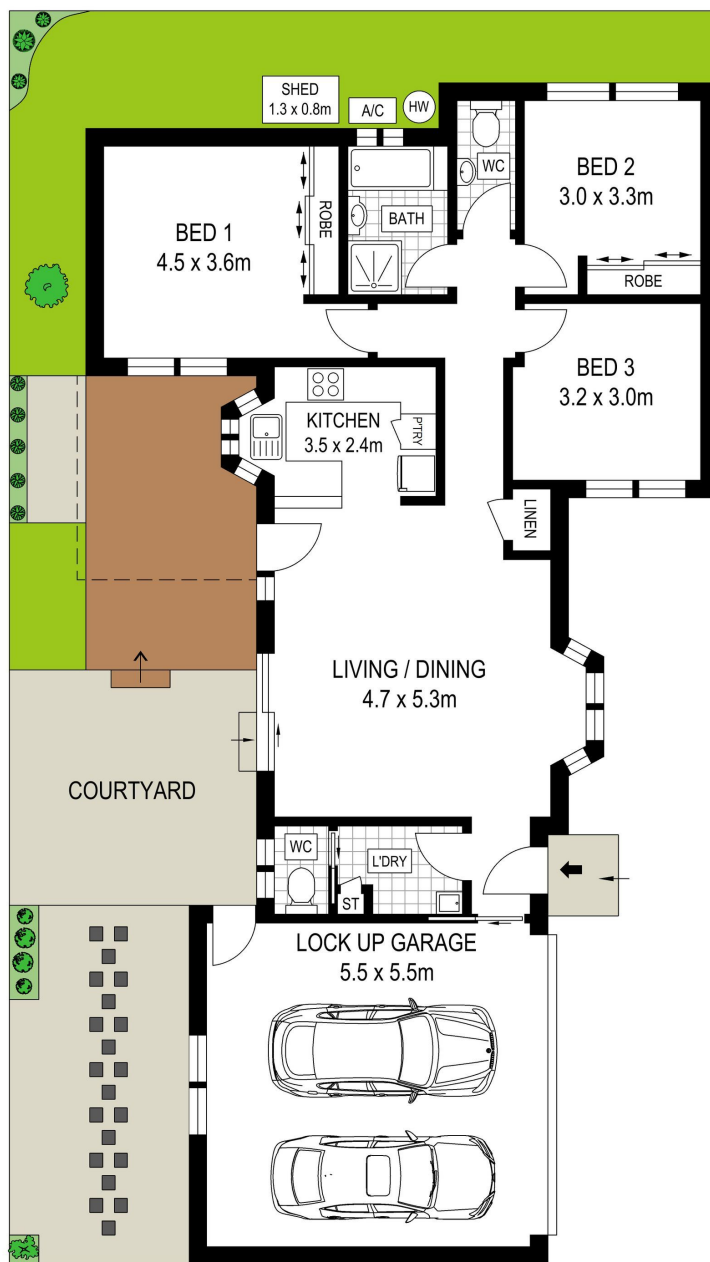 SHED
1.3 x 0.8m
A/C
HW
WC
BED 2
3.0 x 3.3m
ROBE
BED 1
4.5 x 3.6m
ROBE
BATH
BED 3
3.2 x 3.0m
KITCHEN
3.5 x 2.4m
PTRY
LINEN
LIVING / DINING
4.7 x 5.3m
COURTYARD
WC
L'DRY
ST
LOCK UP GARAGE
5.5 x 5.5m